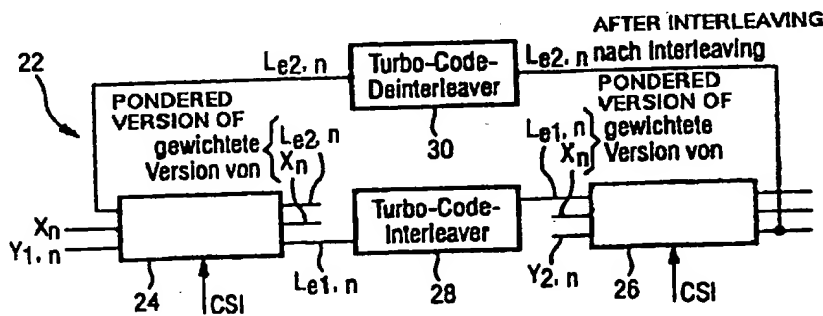 AFTER INTERLEAVING
Le2, n nach Interleaving
Le2, n
Turbo-Code-
Deinterleaver
30
22
PONDERED
VERSION OF
gewichtete
Version von
Le2, n
Xn
PONDERED
VERSION OF
gewichtete
Version von
Le1, n
Xn
Xn
Y1, n
24
CSI
Le1, n
Turbo-Code-
Interleaver
28
Y2, n
26
CSI